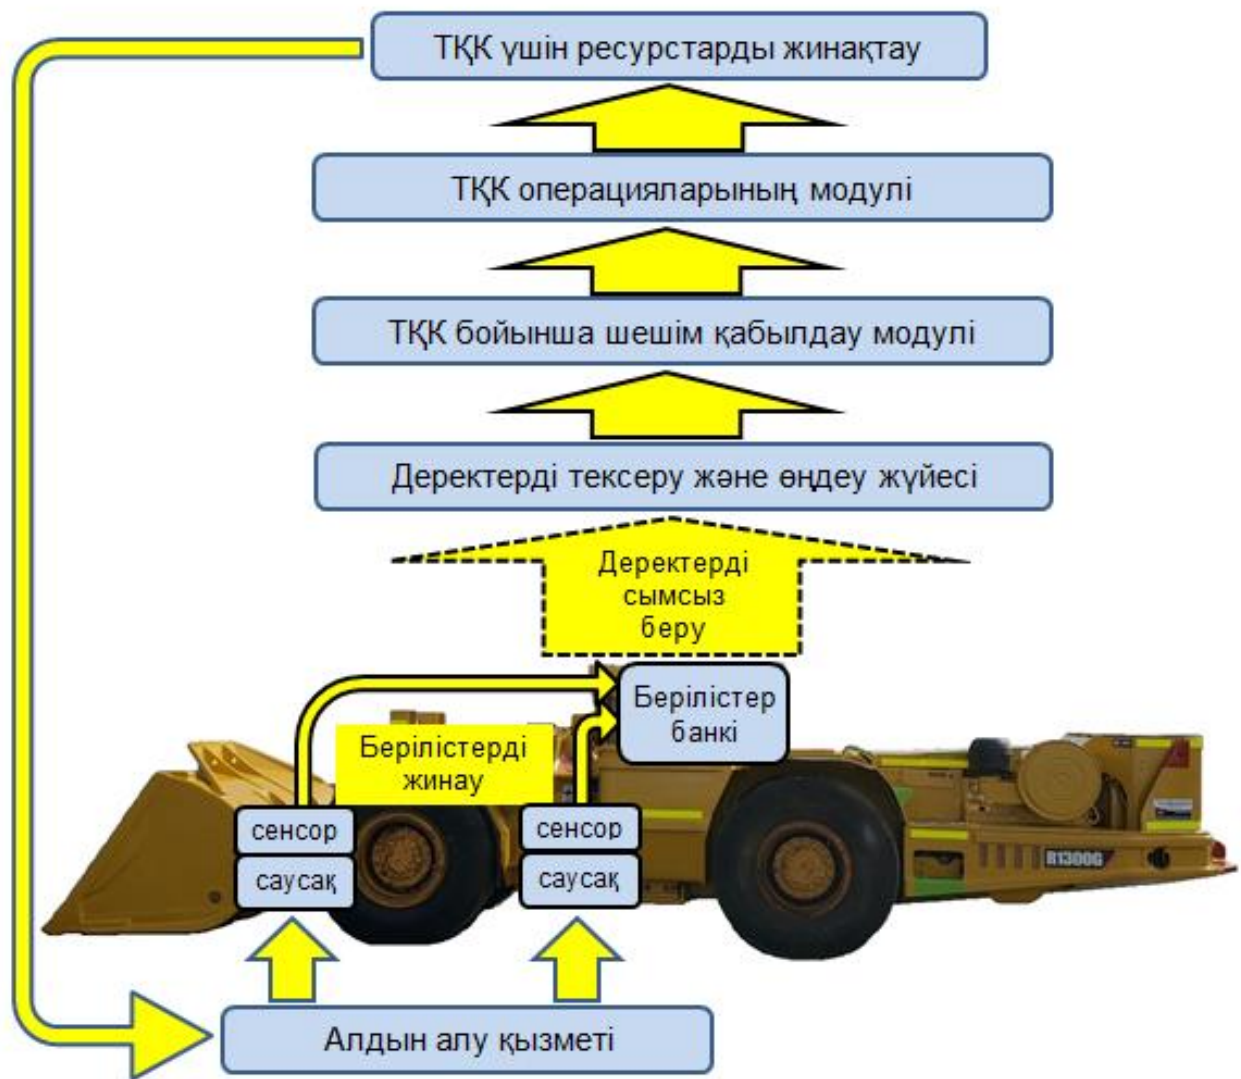 ТҚК үшін ресурстарды жинақтау
ТҚК операцияларының модулі
ТҚК бойынша шешім қабылдау модулі
Деректерді тексеру және өңдеу жүйесі
Деректерді
сымсыз
беру
Берілістер
банкі
Берілістерді
жинау
сенсор
саусақ
сенсор
саусақ
R1300G
Алдын алу қызметі